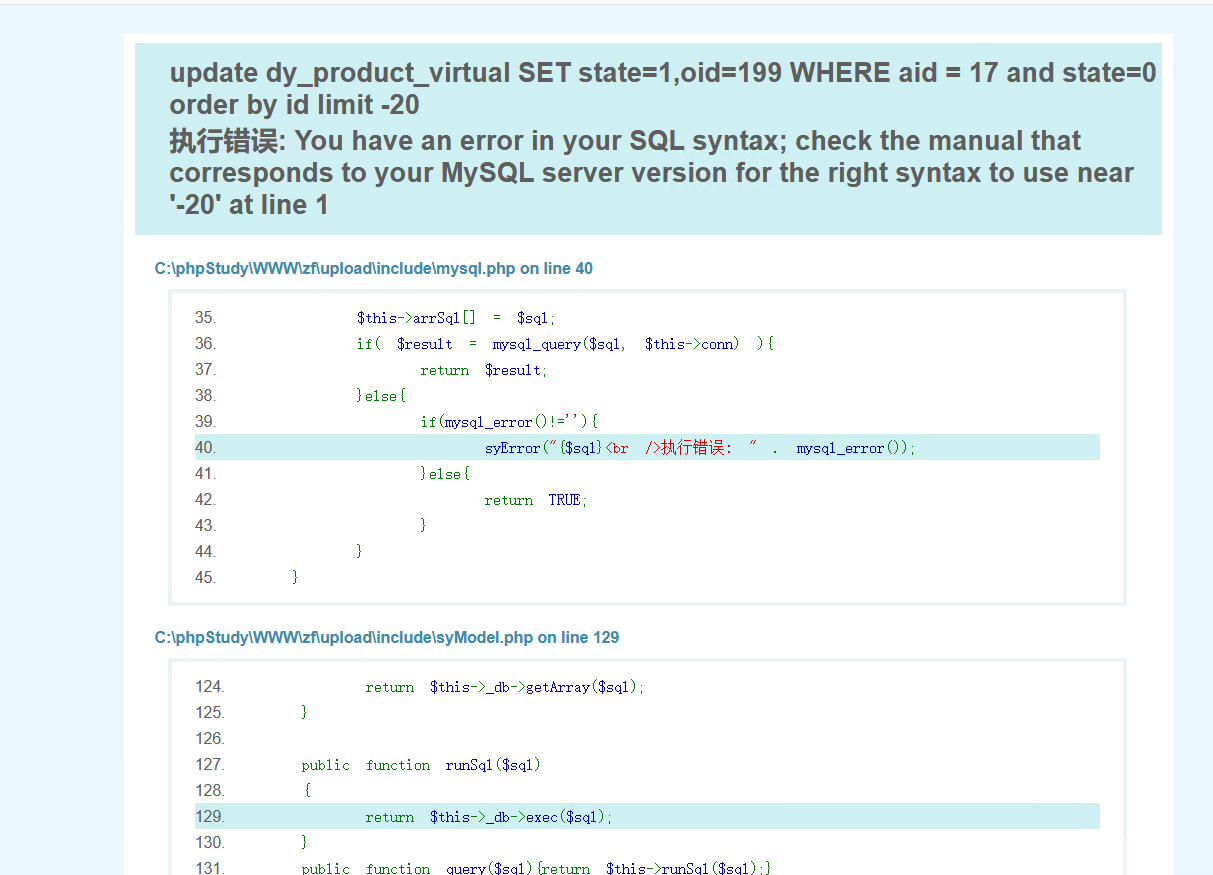 update dy_product_virtual SET state=1,oid=199 WHERE aid = 17 and state=0
order by id limit -20
执行错误: You have an error in your SQL syntax; check the manual that
corresponds to your MySQL server version for the right syntax to use near
'-20' at line 1
C:\phpStudy\WWW\zf\upload\include\mysql.php on line 40
35. $this->arrSql[] = $sql;
36. if( $result = mysql_query($sql, $this->conn) ){
37. return $result;
38. }else{
39. if(mysql_error()!=''){
40. syError("{$sql}<br />执行错误: " . mysql_error());
41. }else{
42. return TRUE;
43. }
44. }
45. }
C:\phpStudy\WWW\zf\upload\include\syModel.php on line 129
124. return $this->_db->getArray($sql);
125. }
126.
127. public function runSql($sql)
128. {
129. return $this->_db->exec($sql);
130. }
131. public function query($sql){return $this->runSql($sql);}